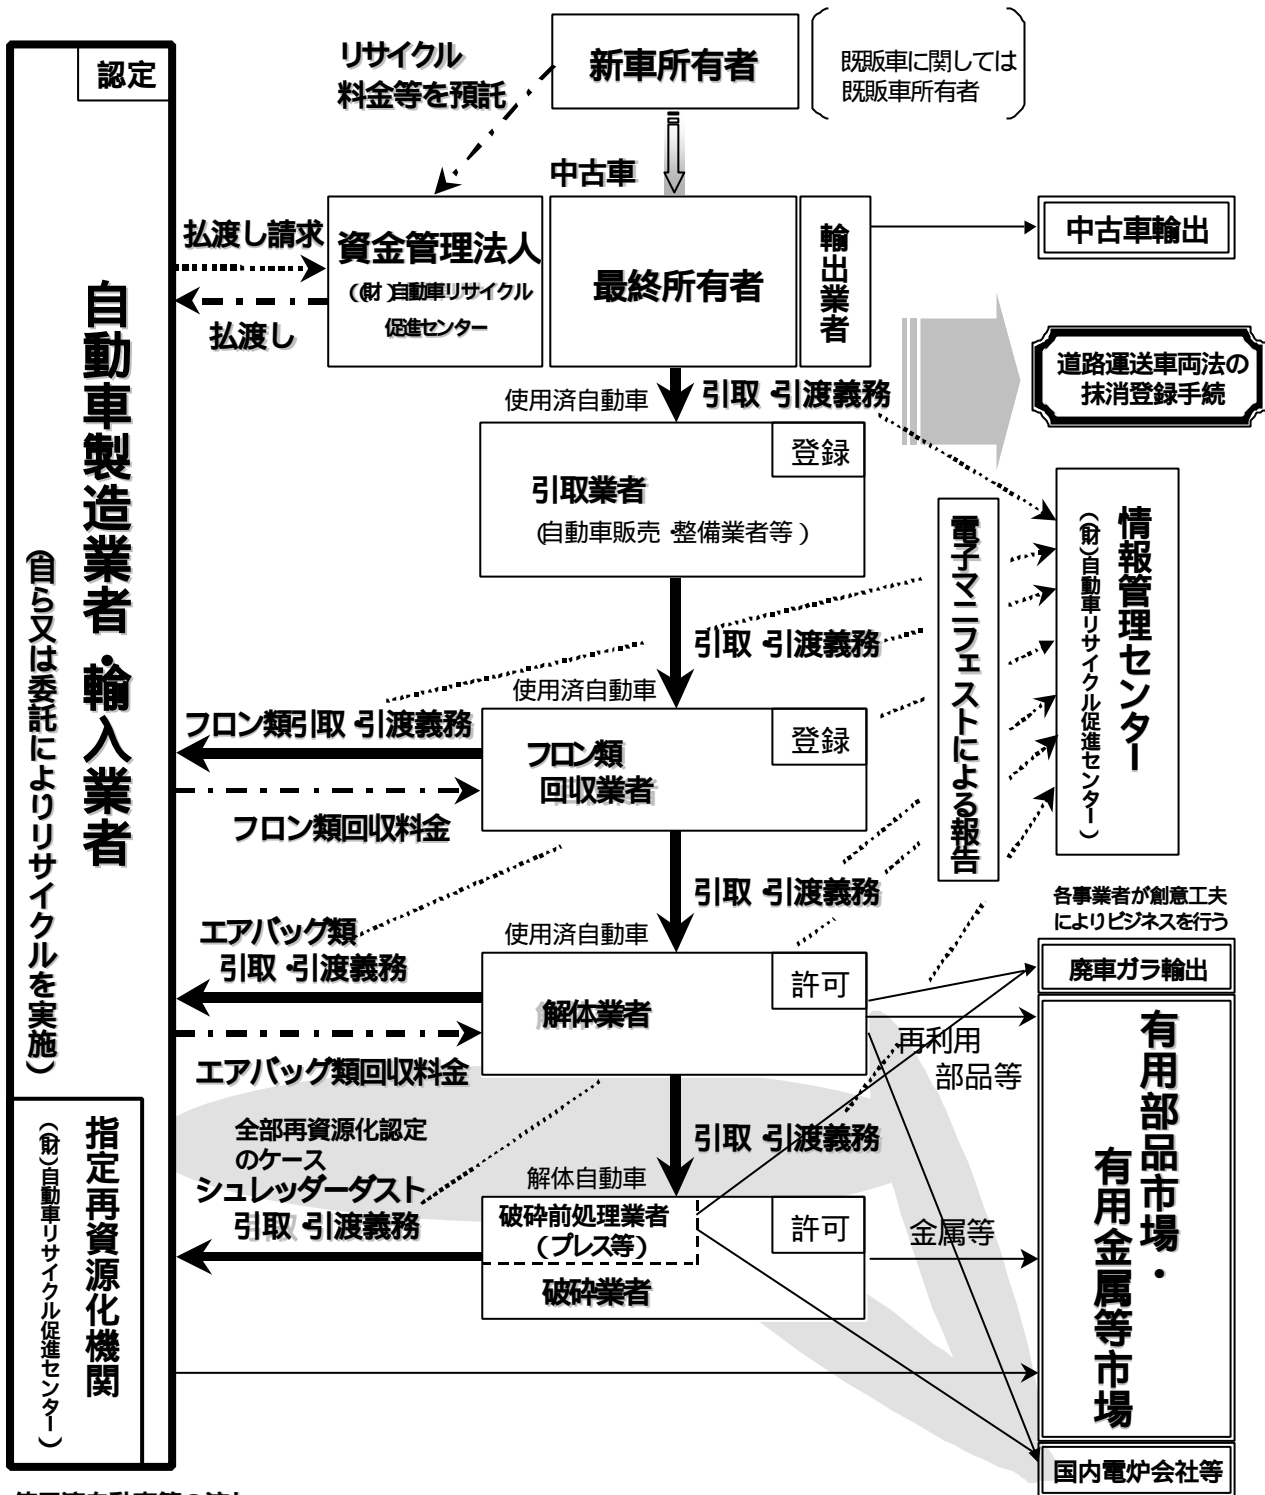 リサイクル
料金等を預託
新車所有者
既販車に関しては
既販車所有者
認定
中古車
払渡し請求
払渡し
資金管理法人
((財)自動車リサイクル
促進センター
最終所有者
輸出業者
中古車輸出
道路運送車両法の
抹消登録手続
自動車製造業者・輸入業者
(自ら又は委託によりリサイクルを実施)
使用済自動車
引取・引渡義務
登録
引取業者
(自動車販売・整備業者等)
電子マニフェストによる報告
情報管理センター
((財)自動車リサイクル促進センター)
引取・引渡義務
使用済自動車
フロン類引取・引渡義務
登録
フロン類
回収業者
フロン類回収料金
引取・引渡義務
各事業者が創意工夫
によりビジネスを行う
エアバッグ類
引取・引渡義務
使用済自動車
許可
解体業者
廃車ガラ輸出
エアバッグ類回収料金
再利用
部品等
有用部品市場・
有用金属等市場
指定再資源化機関
((財)自動車リサイクル促進センター)
全部再資源化認定
のケース
引取・引渡義務
シュレッダーダスト
引取・引渡義務
解体自動車
破砕前処理業者
(プレス等)
許可
破砕業者
金属等
国内電炉会社等